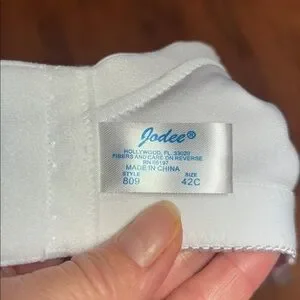 Jodee®
HOLLYWOOD, FL. 33020
FIBERS AND CARE ON REVERSE
RN 66197
MADE IN CHINA
STYLE SIZE
809 42C